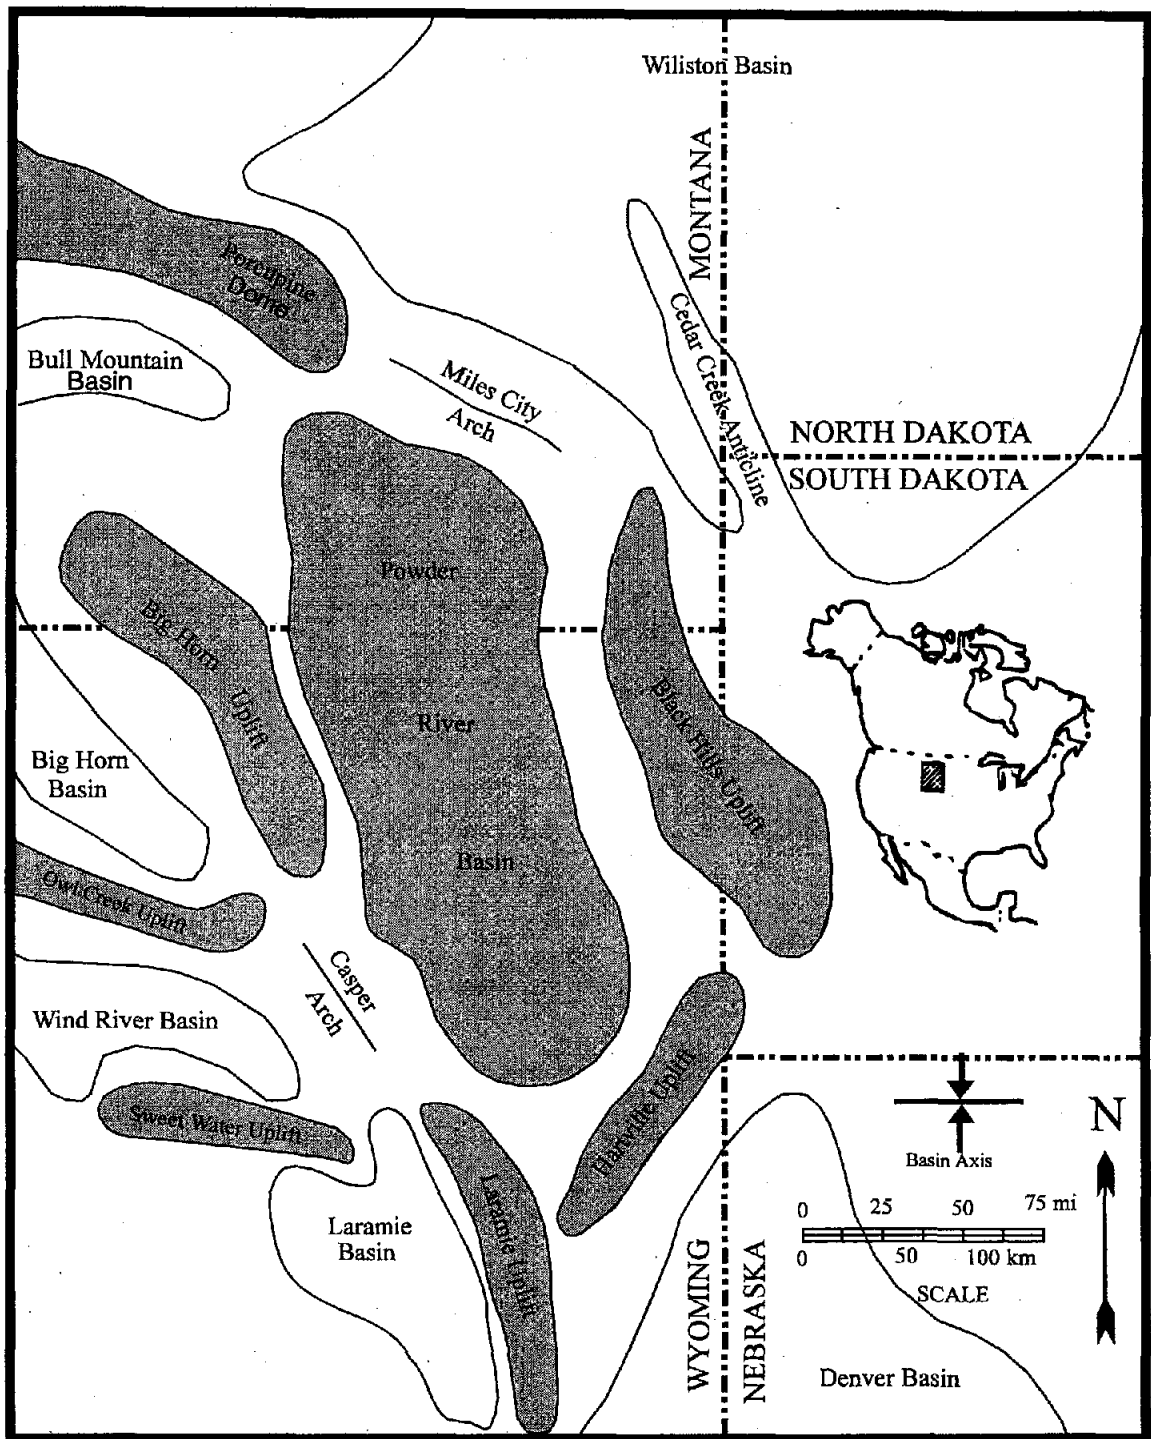 Wiliston Basin
MONTANA
Porcupine
Dome
Bull Mountain
Basin
Miles City
Arch
Cedar Creek Anticline
NORTH DAKOTA
SOUTH DAKOTA
Powder
River
Basin
Big Horn
Uplift
Black Hills Uplift
Big Horn
Basin
Owl Creek Uplift
Casper
Arch
Wind River Basin
Sweet Water Uplift
Hartville Uplift
Laramie Uplift
Laramie
Basin
WYOMING
NEBRASKA
Denver Basin
Basin Axis
N
0 25 50 75 mi
0 50 100 km
SCALE